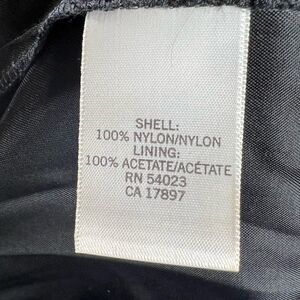 SHELL:
100% NYLON/NYLON
LINING:
100% ACETATE/ACÉTATE
RN 54023
CA 17897